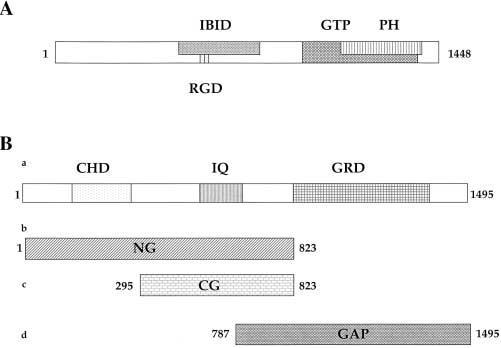 A
IBID GTP PH
1 1448
RGD
B
a
CHD IQ GRD
1 1495
b
1 NG 823
c 295 CG 823
d 787 GAP 1495